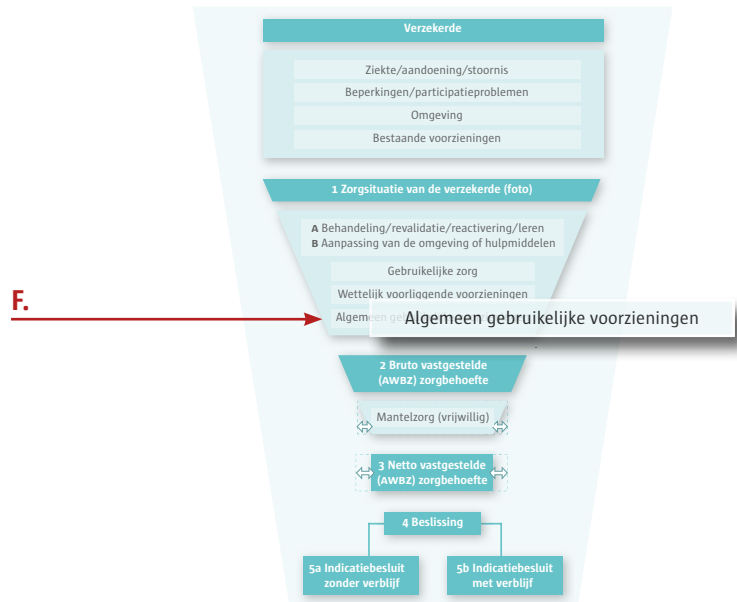 Verzekerde
Ziekte/aandoening/stoornis
Beperkingen/participatieproblemen
Omgeving
Bestaande voorzieningen
1 Zorgsituatie van de verzekerde (foto)
A Behandeling/revalidatie/reactivering/leren
B Aanpassing van de omgeving of hulpmiddelen
Gebruikelijke zorg
Wettelijk voorliggende voorzieningen
F.
Algemeen
Algemeen gebruikelijke voorzieningen
2 Bruto vastgestelde
(AWBZ) zorgbehoefte
Mantelzorg (vrijwillig)
3 Netto vastgestelde
(AWBZ) zorgbehoefte
4 Beslissing
5a Indicatiebesluit
zonder verblijf
5b Indicatiebesluit
met verblijf